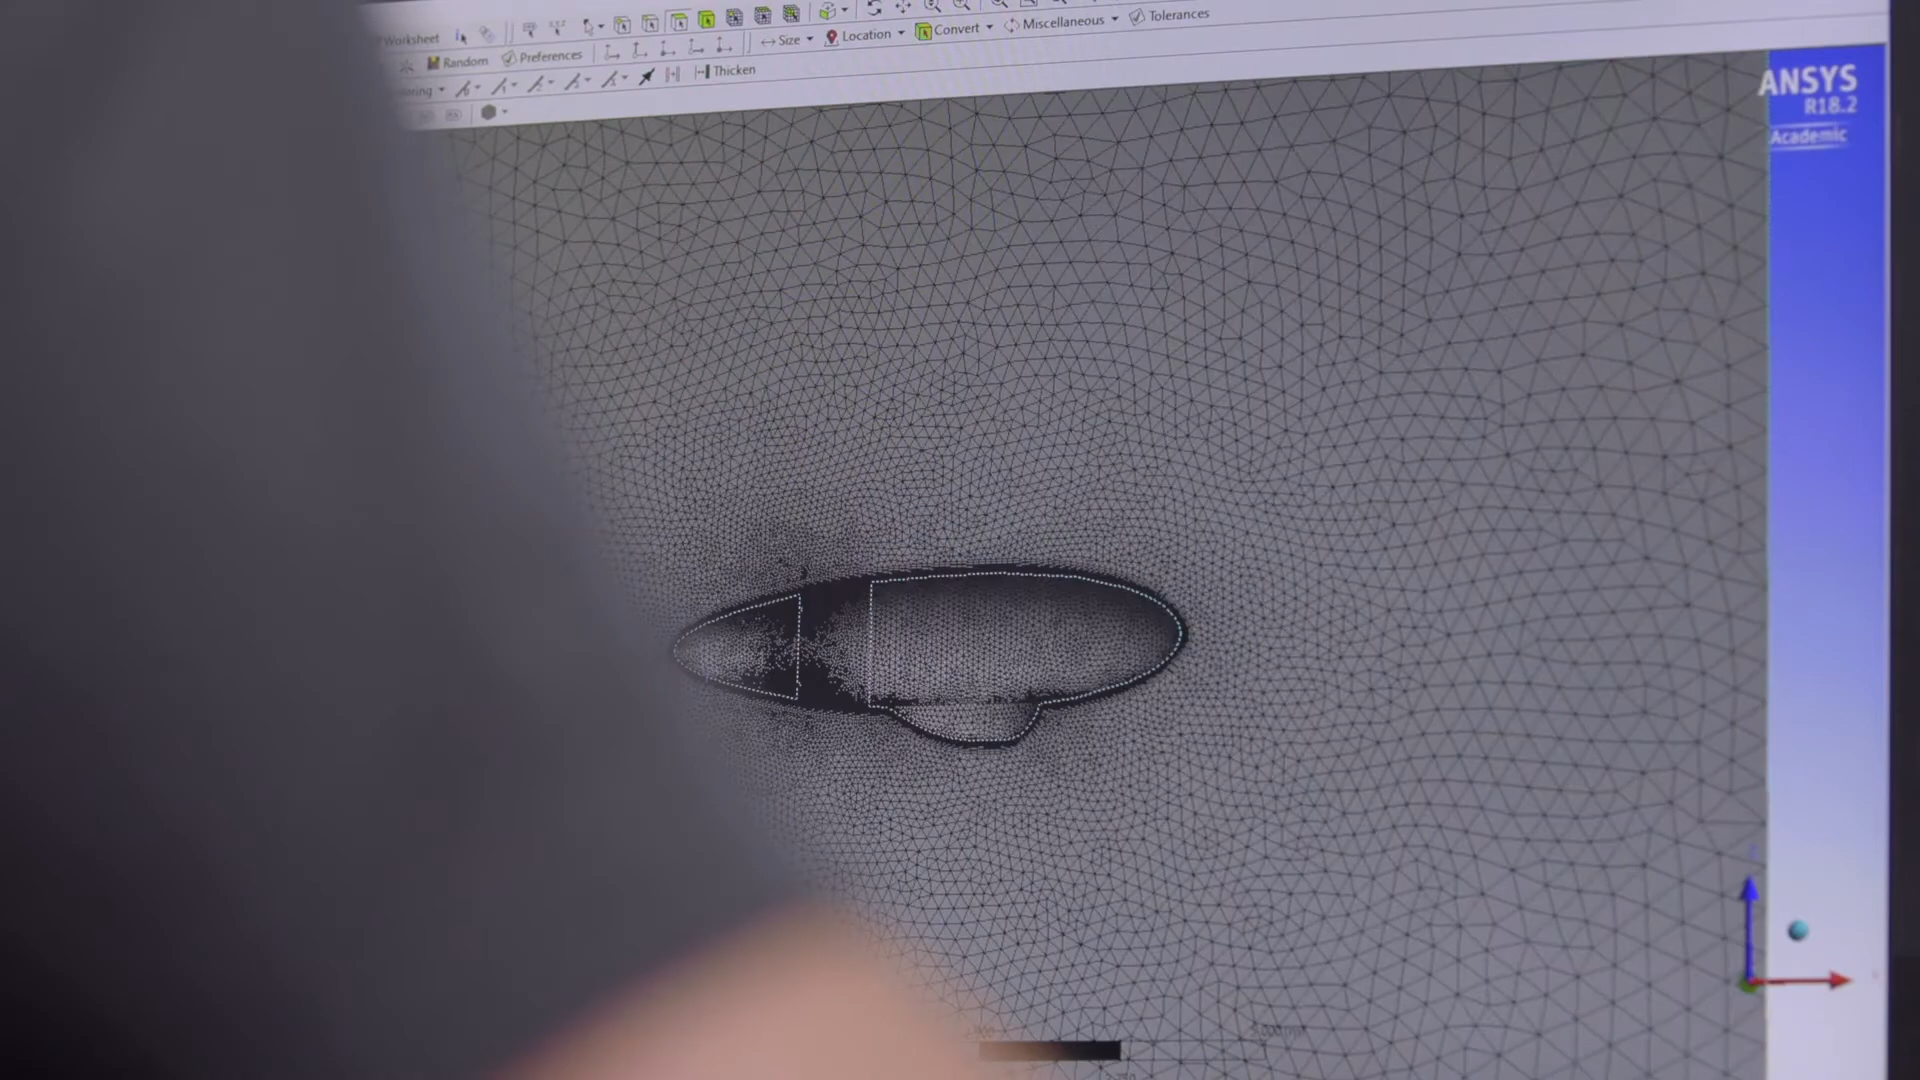 Worksheet
Random Preferences Size Location Convert Miscellaneous Tolerances
Thicken
ANSYS
R18.2
Academic